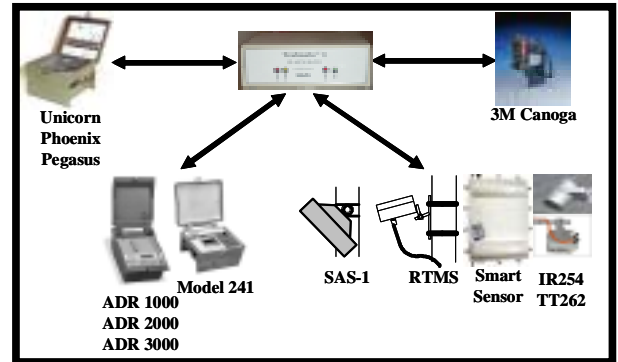 Unicorn
Phoenix
Pegasus
3M Canoga
Model 241
ADR 1000
ADR 2000
ADR 3000
SAS-1
RTMS
Smart
Sensor
IR254
TT262